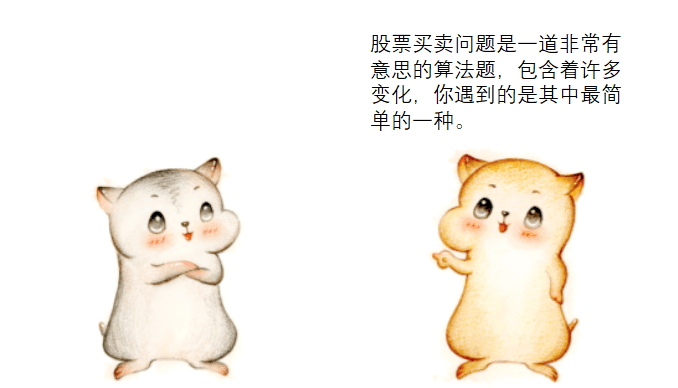 股票买卖问题是一道非常有
意思的算法题，包含着许多
变化，你遇到的是其中最简
单的一种。